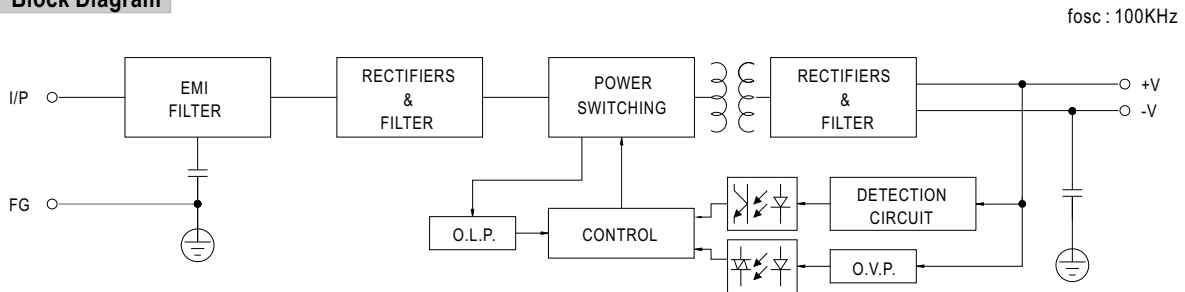 Block Diagram
fosc : 100KHz
I/P
EMI
FILTER
RECTIFIERS
&
FILTER
POWER
SWITCHING
RECTIFIERS
&
FILTER
+V
-V
FG
O.L.P.
CONTROL
DETECTION
CIRCUIT
O.V.P.